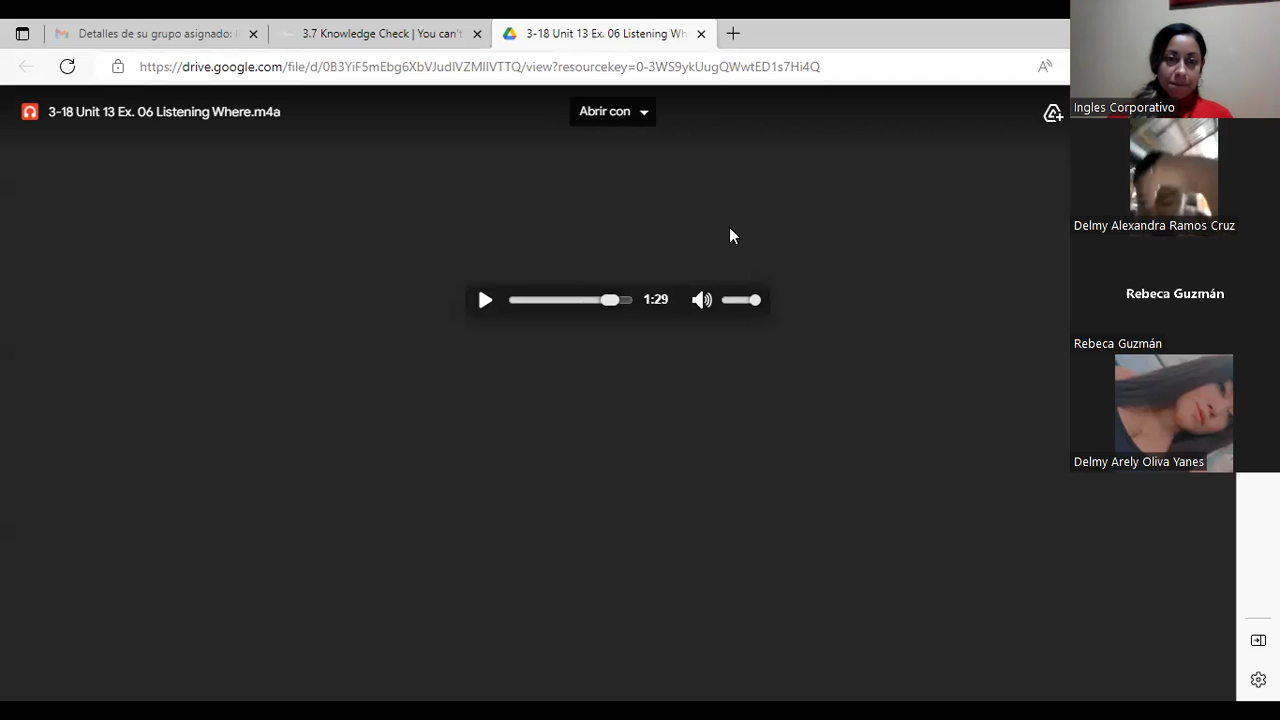 Detalles de su grupo asignado: I
3.7 Knowledge Check | You can't
3-18 Unit 13 Ex. 06 Listening Wh
https://drive.google.com/file/d/0B3YiF5mEbg6XbVJudlVZRHlVTTQ/view?resourcekey=0-3WS9ykUugQWwtED1s7Hi4Q
3-18 Unit 13 Ex. 06 Listening Where.m4a
Abrir con
1:29
Ingles Corporativo
Delmy Alexandra Ramos Cruz
Rebeca Guzmán
Rebeca Guzmán
Delmy Arely Oliva Yanes